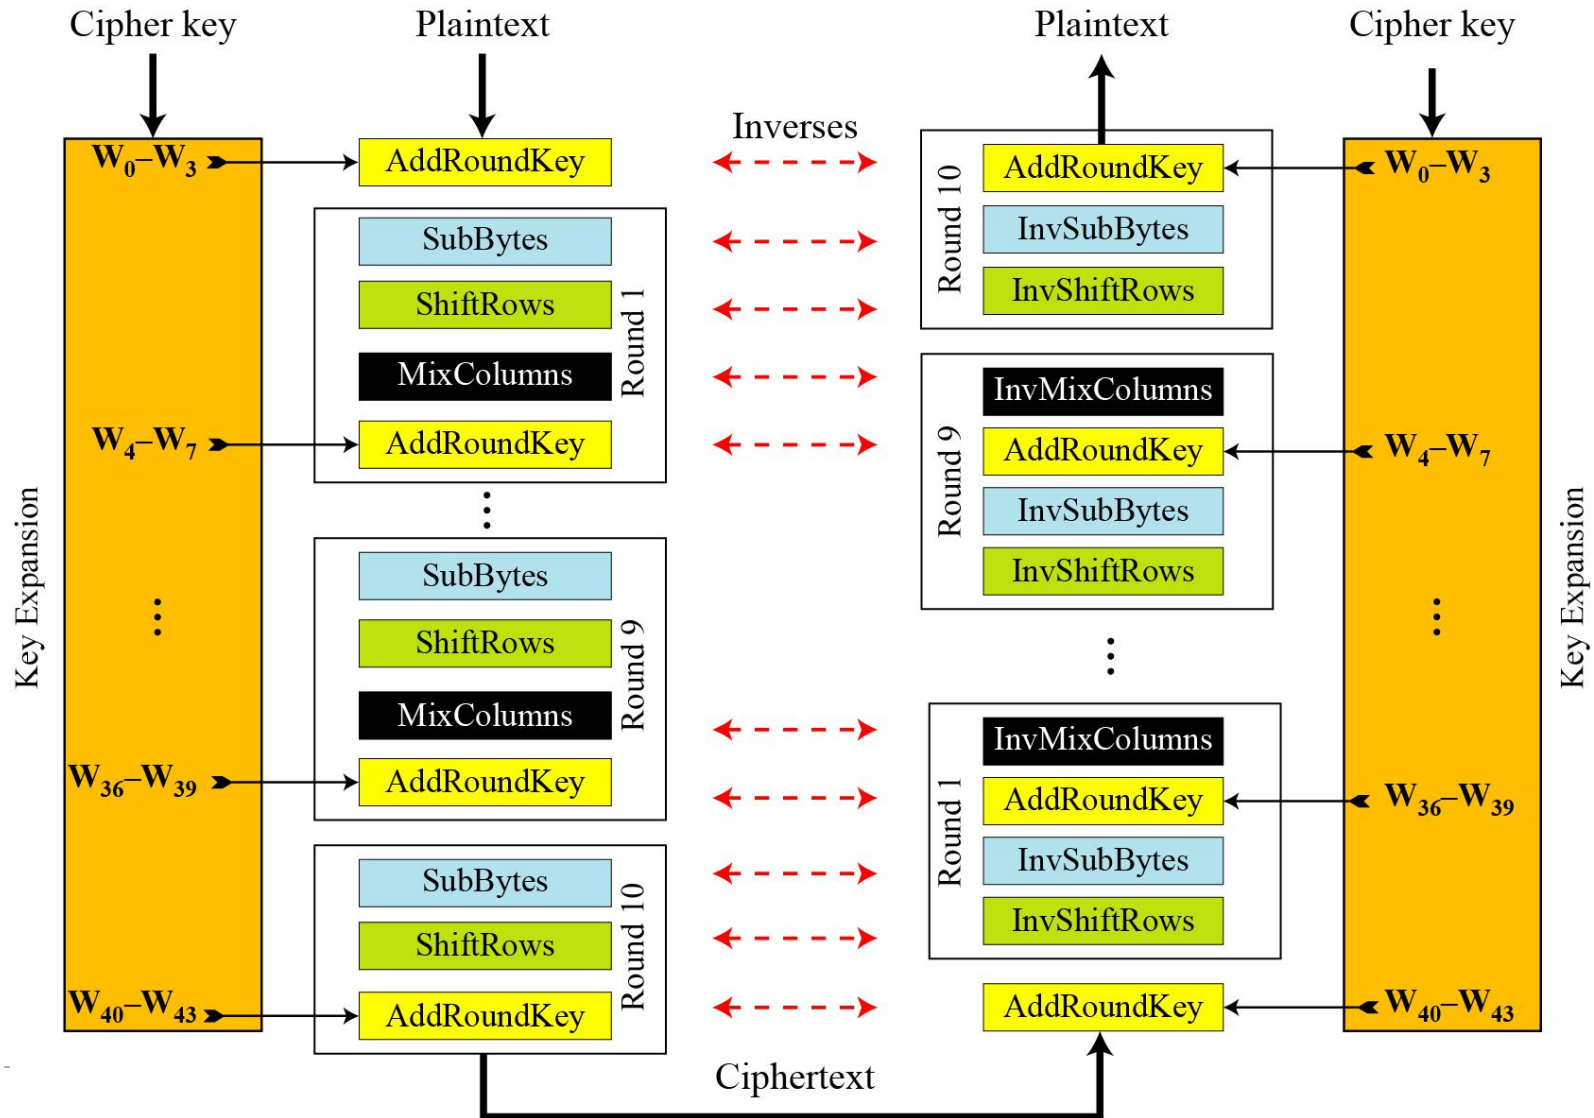 Cipher key
Plaintext
Plaintext
Cipher key
Inverses
W0–W3
AddRoundKey
AddRoundKey
W0–W3
SubBytes
InvSubBytes
ShiftRows
InvShiftRows
MixColumns
InvMixColumns
W4–W7
AddRoundKey
AddRoundKey
W4–W7
Round 1
Round 10
InvSubBytes
SubBytes
InvShiftRows
ShiftRows
Round 9
MixColumns
InvMixColumns
W36–W39
AddRoundKey
AddRoundKey
W36–W39
Round 9
InvSubBytes
SubBytes
InvShiftRows
ShiftRows
Round 1
W40–W43
AddRoundKey
AddRoundKey
W40–W43
Round 10
Key Expansion
Key Expansion
Ciphertext